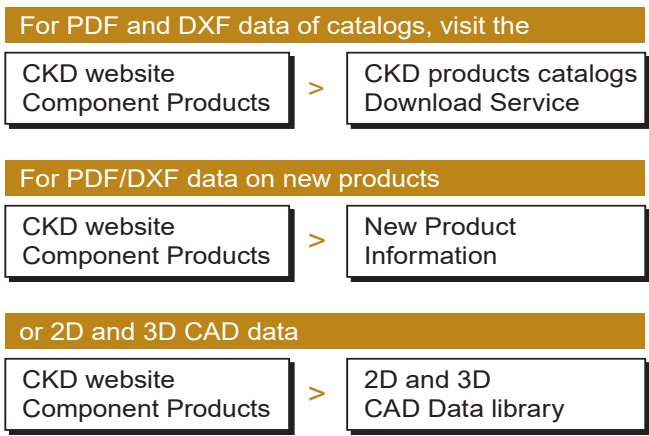 For PDF and DXF data of catalogs, visit the
CKD website
Component Products
>
CKD products catalogs
Download Service
For PDF/DXF data on new products
CKD website
Component Products
>
New Product
Information
or 2D and 3D CAD data
CKD website
Component Products
>
2D and 3D
CAD Data library